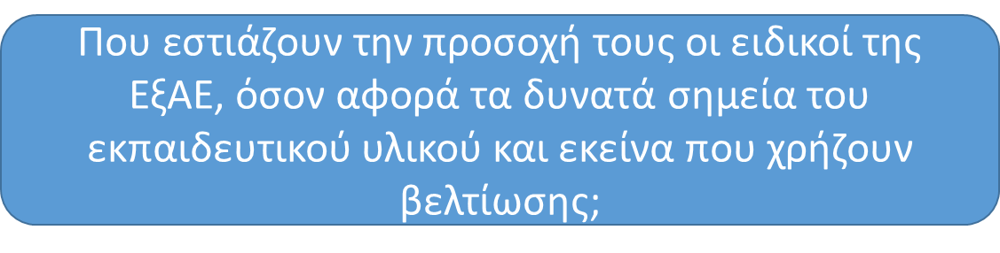 Που εστιάζουν την προσοχή τους οι ειδικοί της
ΕξΑΕ, όσον αφορά τα δυνατά σημεία του
εκπαιδευτικού υλικού και εκείνα που χρήζουν
βελτίωσης;